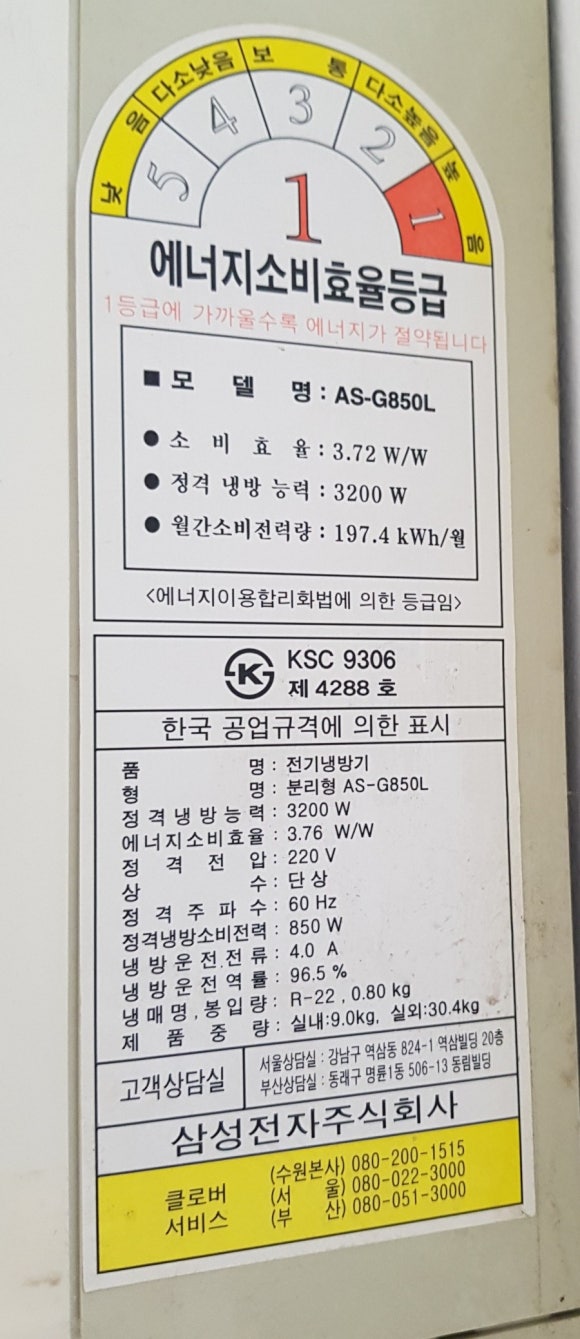 낮음 다소낮음 보통 다소높음 높음
5 4 3 2 1
1
에너지소비효율등급
1등급에 가까울수록 에너지가 절약됩니다
■ 모 델 명 : AS-G850L
● 소 비 효 율 : 3.72 W/W
● 정격 냉방 능력 : 3200 W
● 월간소비전력량 : 197.4 kWh/월
<에너지이용합리화법에 의한 등급임>
KSC 9306
제 4288 호
한국 공업규격에 의한 표시
품 명 : 전기냉방기
형 명 : 분리형 AS-G850L
정격냉방능력 : 3200 W
에너지소비효율 : 3.76 W/W
정 격 전 압 : 220 V
상 수 : 단상
정 격 주 파 수 : 60 Hz
정격냉방소비전력 : 850 W
냉방운전전류 : 4.0 A
냉방운전역률 : 96.5 %
냉매명,봉입량 : R-22 , 0.80 kg
제 품 중 량 : 실내:9.0kg, 실외:30.4kg
고객상담실
서울상담실 : 강남구 역삼동 824-1 역삼빌딩 20층
부산상담실 : 동래구 명륜1동 506-13 동림빌딩
삼성전자주식회사
클로버 서비스
(수원본사) 080-200-1515
(서 울) 080-022-3000
(부 산) 080-051-3000